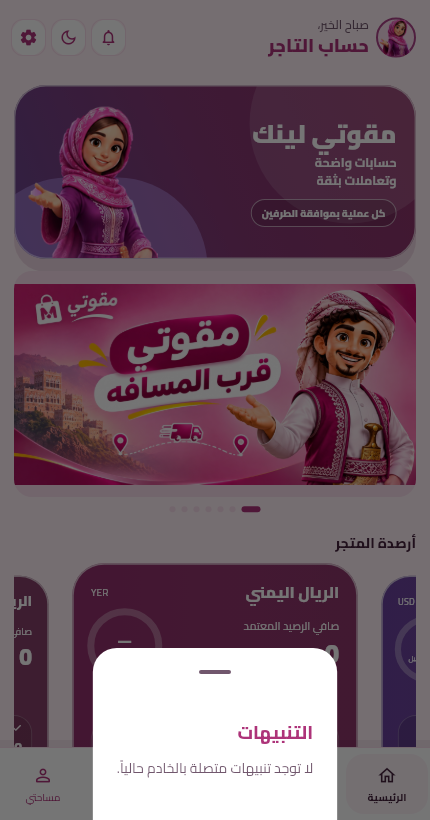 صباح الخير،
حساب التاجر
مقوتي لينك
حسابات واضحة
وتعاملات بثقة
كل عملية بموافقة الطرفين
مقوتي
مقوتي
قرب المسافه
أرصدة المتجر
الريال اليمني
YER
صافي الرصيد المعتمد
0
USD
0
التنبيهات
لا توجد تنبيهات متصلة بالخادم حالياً.
الرئيسية
مساحتي